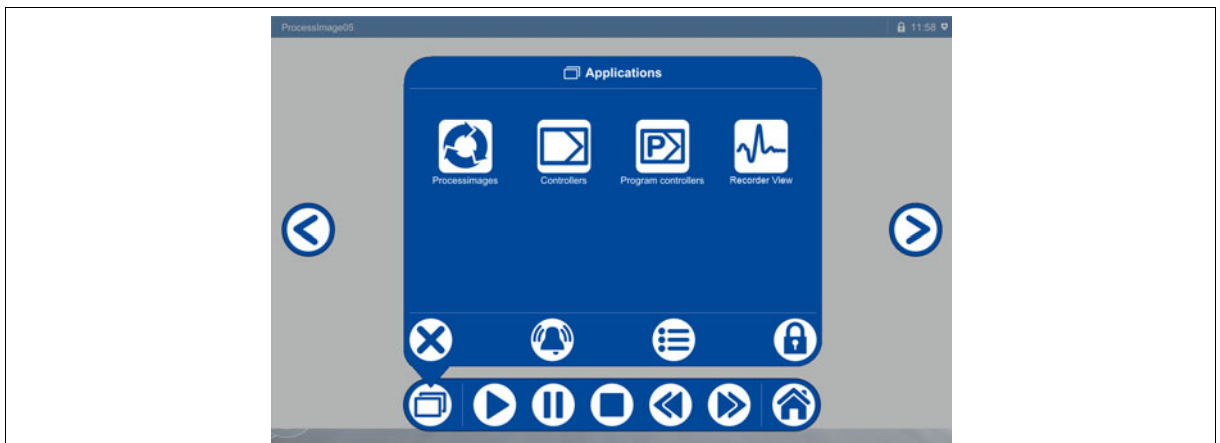 ProcessImage05 11:58
Applications
Processimages Controllers Program controllers Recorder View